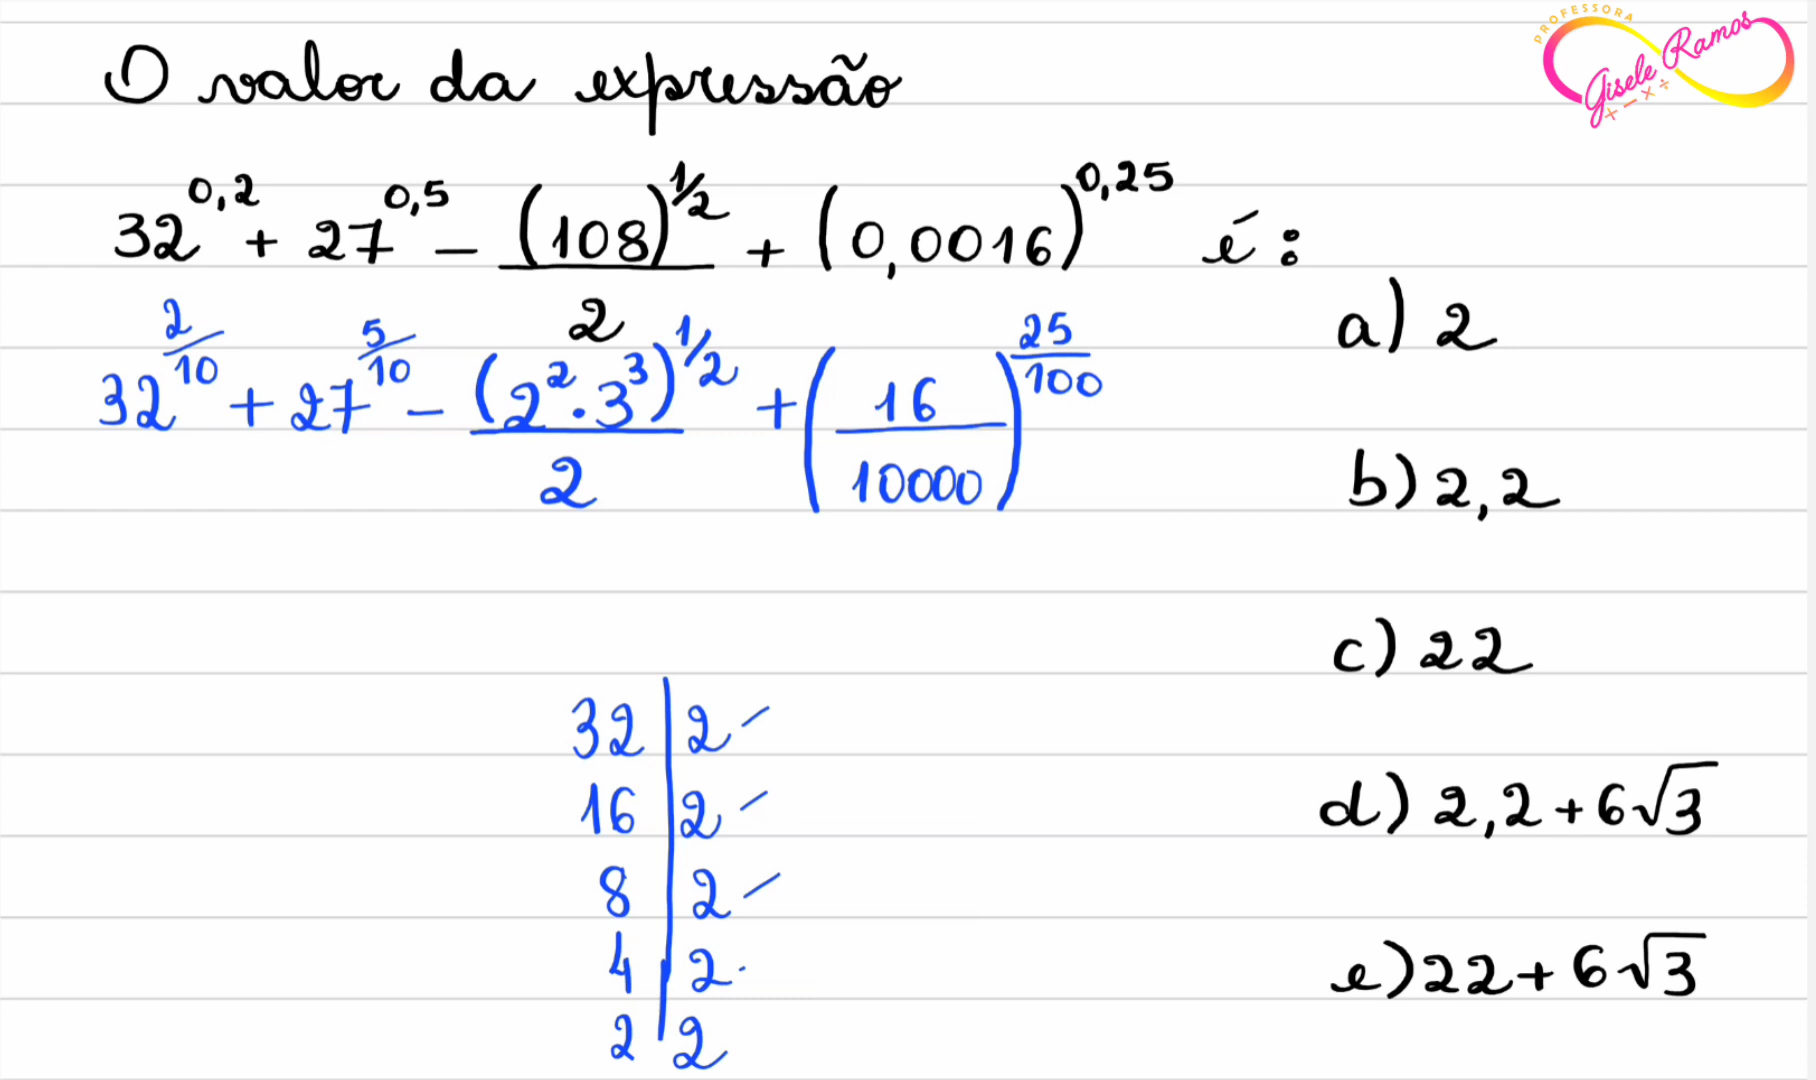 PROFESSORA
Gisele Ramos
+ − × ÷
O valor da expressão
32^0,2 + 27^0,5 − (108)^1/2 / 2 + (0,0016)^0,25 é:
32^2/10 + 27^5/10 − (2² · 3³)^1/2 / 2 + (16/10000)^25/100
a) 2
b) 2,2
c) 22
d) 2,2 + 6√3
e) 22 + 6√3
32 | 2
16 | 2
8 | 2
4 | 2
2 | 2